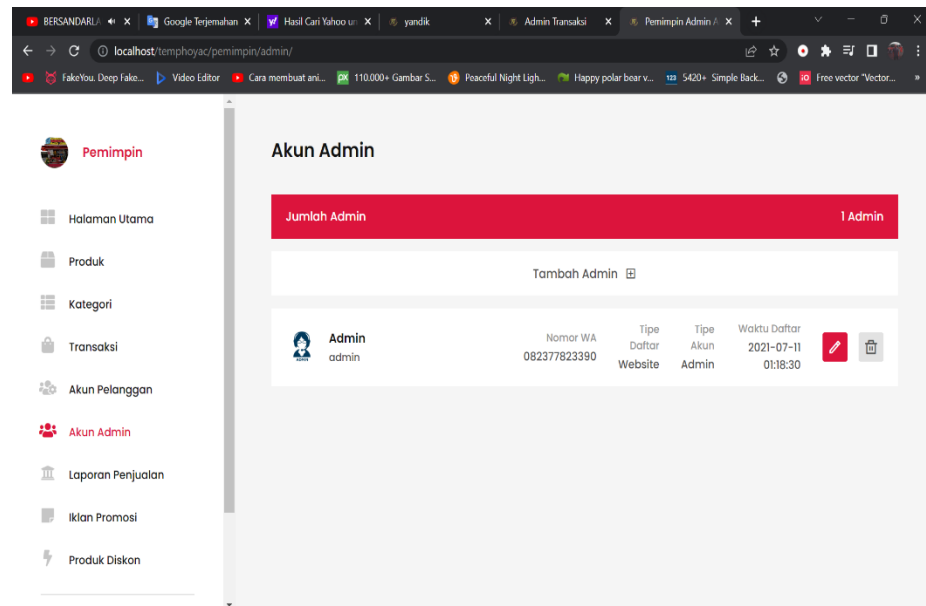 BERSANDARLA
Google Terjemahan
Hasil Cari Yahoo un
yandik
Admin Transaksi
Pemimpin Admin A
localhost/temphoyac/pemimpin/admin/
FakeYou. Deep Fake...
Video Editor
Cara membuat ani...
px
110.000+ Gambar S...
Peaceful Night Ligh...
Happy polar bear v...
123
5420+ Simple Back...
Free vector "Vector...
»
Pemimpin
Halaman Utama
Produk
Kategori
Transaksi
Akun Pelanggan
Akun Admin
Laporan Penjualan
Iklan Promosi
Produk Diskon
Akun Admin
Jumlah Admin
1 Admin
Tambah Admin
ADMIN
Admin
admin
Nomor WA
082377823390
Tipe
Daftar
Website
Tipe
Akun
Admin
Waktu Daftar
2021-07-11
01:18:30